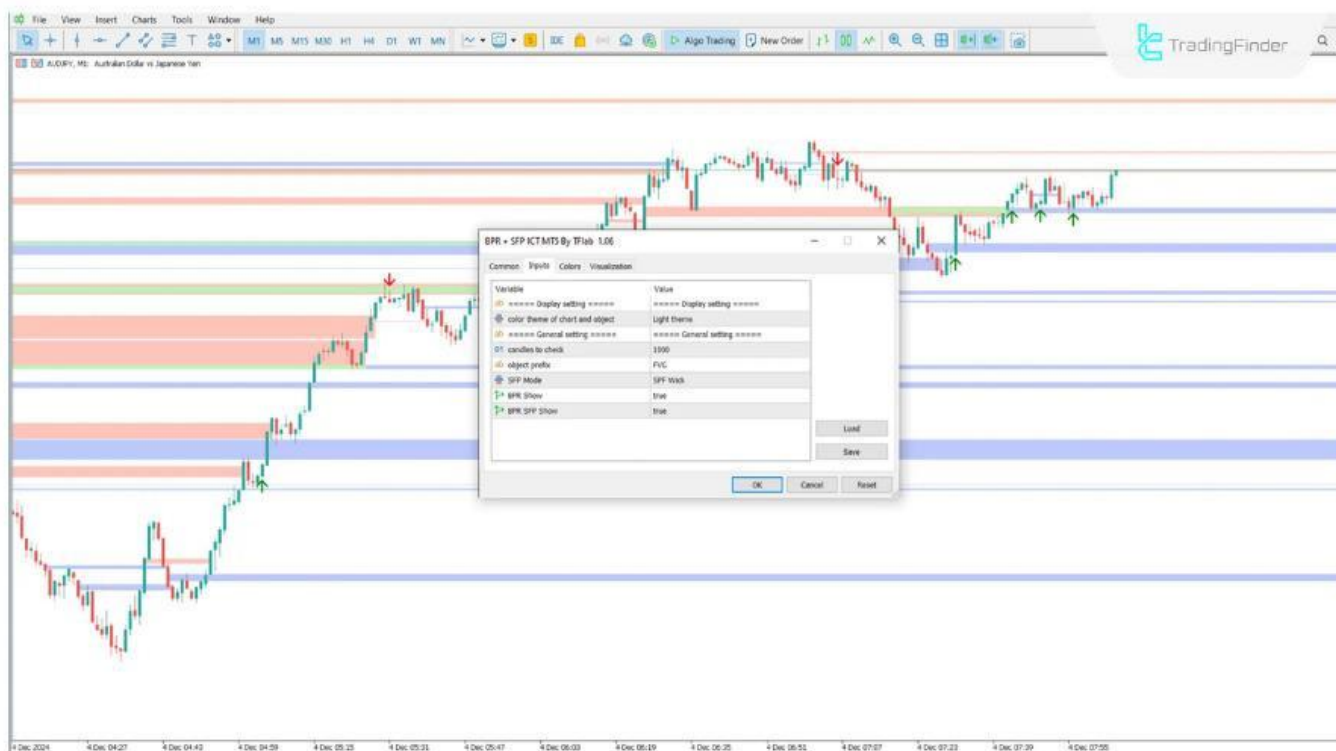 File View Insert Charts Tools Window Help
M1 M5 M15 M30 H1 H4 D1 W1 MN IDE Algo Trading New Order
TradingFinder
AUDJPY, M1: Australian Dollar vs Japanese Yen
BPR + SFP ICT MT5 By TFlab 1.06
Common Inputs Colors Visualization
Variable Value
===== Display setting ===== ===== Display setting =====
color theme of chart and object Light theme
===== General setting ===== ===== General setting =====
candles to check 1000
object prefix FVG
SFP Mode SPF Wick
BPR Show true
BPR SFP Show true
Load
Save
OK Cancel Reset
4 Dec 2024 4 Dec 04:27 4 Dec 04:43 4 Dec 04:59 4 Dec 05:15 4 Dec 05:31 4 Dec 05:47 4 Dec 06:03 4 Dec 06:19 4 Dec 06:35 4 Dec 06:51 4 Dec 07:07 4 Dec 07:23 4 Dec 07:39 4 Dec 07:55